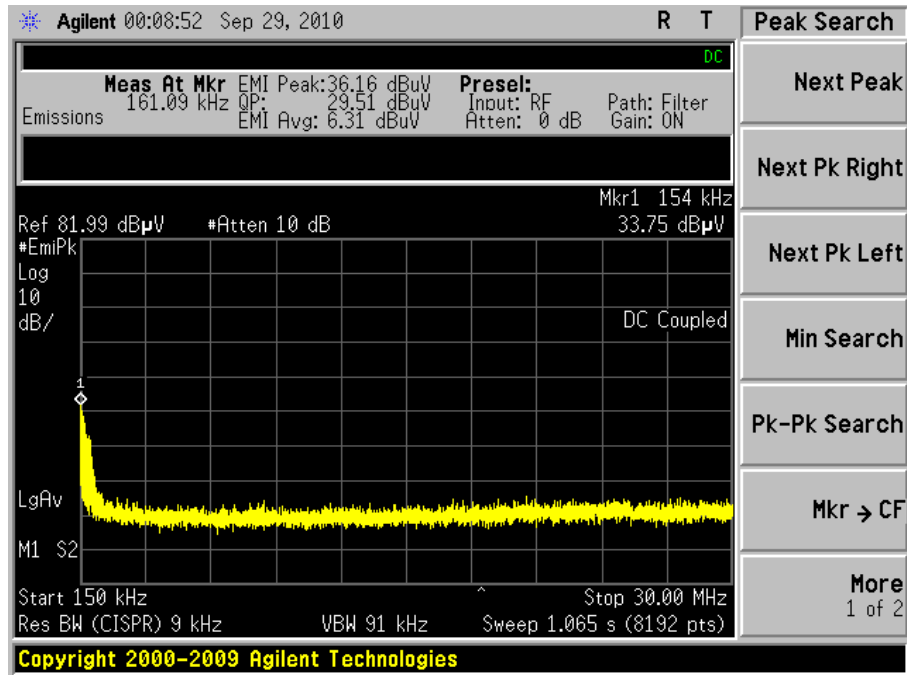 Agilent 00:08:52 Sep 29, 2010 R T
Peak Search
DC
Meas At Mkr EMI Peak:36.16 dBuV Presel:
161.09 kHz QP: 29.51 dBuV Input: RF Path: Filter
Emissions EMI Avg: 6.31 dBuV Atten: 0 dB Gain: ON
Mkr1 154 kHz
Ref 81.99 dBµV #Atten 10 dB 33.75 dBµV
#EmiPk
Log
10
dB/
DC Coupled
1
LgAv
M1 S2
Start 150 kHz ^ Stop 30.00 MHz
Res BW (CISPR) 9 kHz VBW 91 kHz Sweep 1.065 s (8192 pts)
Copyright 2000-2009 Agilent Technologies
Next Peak
Next Pk Right
Next Pk Left
Min Search
Pk-Pk Search
Mkr → CF
More
1 of 2